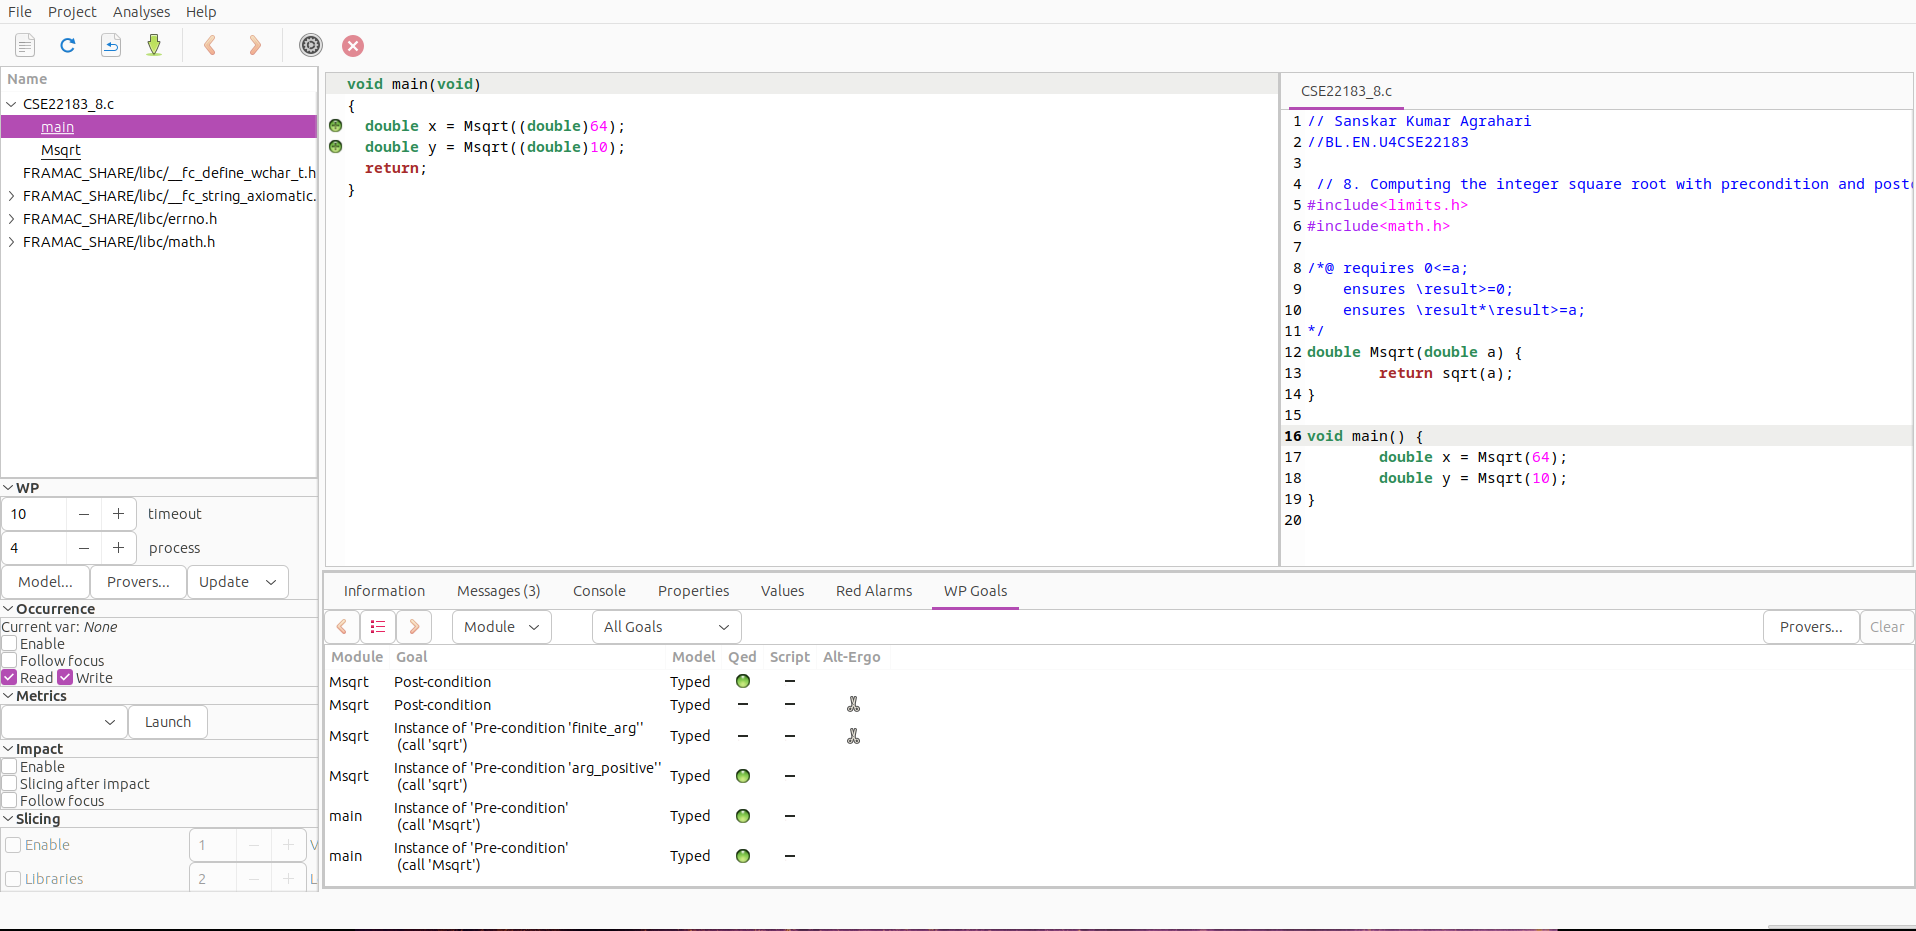 File Project Analyses Help
Name
CSE22183_8.c
main
Msqrt
FRAMAC_SHARE/libc/__fc_define_wchar_t.h
FRAMAC_SHARE/libc/__fc_string_axiomatic.
FRAMAC_SHARE/libc/errno.h
FRAMAC_SHARE/libc/math.h
WP
10 timeout
4 process
Model... Provers... Update
Occurrence
Current var: None
Enable
Follow focus
Read Write
Metrics
Launch
Impact
Enable
Slicing after impact
Follow focus
Slicing
Enable 1
Libraries 2
void main(void)
{
double x = Msqrt((double)64);
double y = Msqrt((double)10);
return;
}
CSE22183_8.c
1 // Sanskar Kumar Agrahari
2 //BL.EN.U4CSE22183
3
4 // 8. Computing the integer square root with precondition and post
5 #include<limits.h>
6 #include<math.h>
7
8 /*@ requires 0<=a;
9 ensures \result>=0;
10 ensures \result*\result>=a;
11 */
12 double Msqrt(double a) {
13 return sqrt(a);
14 }
15
16 void main() {
17 double x = Msqrt(64);
18 double y = Msqrt(10);
19 }
20
Information Messages (3) Console Properties Values Red Alarms WP Goals
Module All Goals Provers... Clear
Module Goal Model Qed Script Alt-Ergo
Msqrt Post-condition Typed –
Msqrt Post-condition Typed – –
Msqrt Instance of 'Pre-condition 'finite_arg'' Typed – –
(call 'sqrt')
Msqrt Instance of 'Pre-condition 'arg_positive'' Typed –
(call 'sqrt')
main Instance of 'Pre-condition' Typed –
(call 'Msqrt')
main Instance of 'Pre-condition' Typed –
(call 'Msqrt')